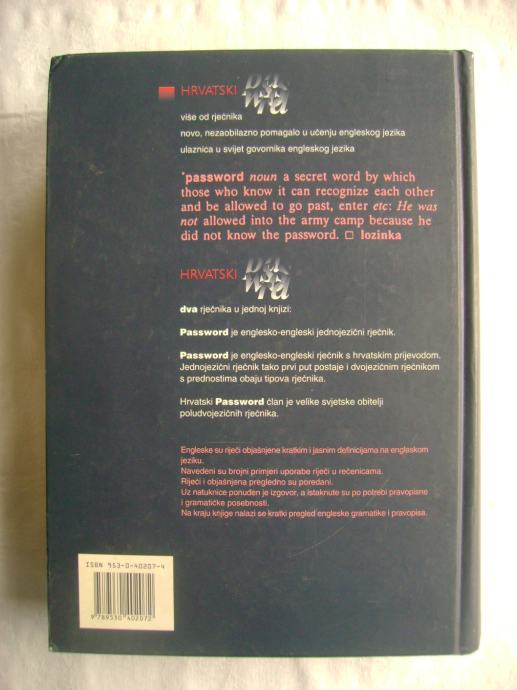 HRVATSKI
više od rječnika
novo, nezaobilazno pomagalo u učenju engleskog jezika
ulaznica u svijet govornika engleskog jezika
'password noun a secret word by which
those who know it can recognize each other
and be allowed to go past, enter etc: He was
not allowed into the army camp because he
did not know the password. □ lozinka
HRVATSKI
dva rječnika u jednoj knjizi:
Password je englesko-engleski jednojezični rječnik.
Password je englesko-engleski rječnik s hrvatskim prijevodom.
Jednojezični rječnik tako prvi put postaje i dvojezičnim rječnikom
s prednostima obaju tipova rječnika.
Hrvatski Password član je velike svjetske obitelji
poludvojezičnih rječnika.
Engleske su riječi objašnjene kratkim i jasnim definicijama na engleskom
jeziku.
Navedeni su brojni primjeri uporabe riječi u rečenicama.
Riječi i objašnjena pregledno su poredani.
Uz natuknice ponuđen je izgovor, a istaknute su po potrebi pravopisne
i gramatičke posebnosti.
Na kraju knjige nalazi se kratki pregled engleske gramatike i pravopisa.
ISBN 953-0-40207-4
9 789530 402072